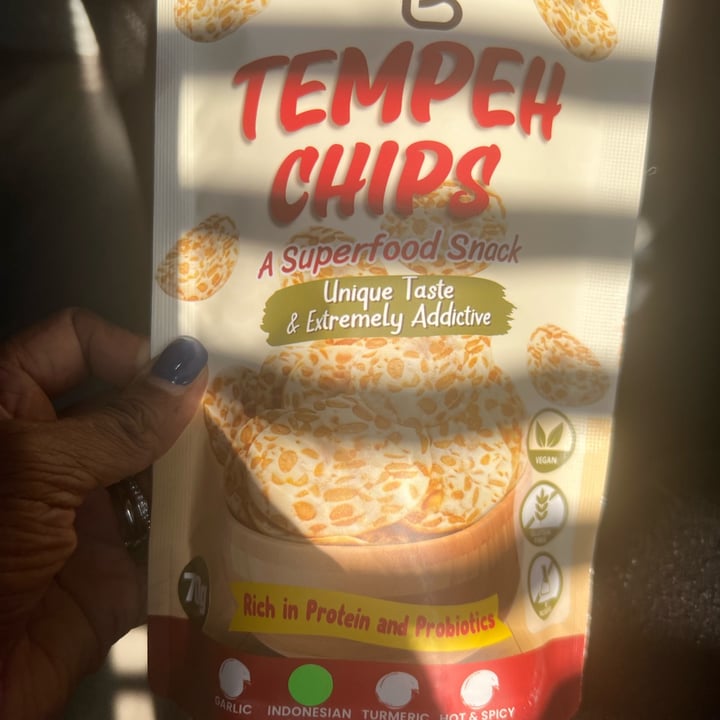 TEMPEH
CHIPS
A Superfood Snack
Unique Taste
& Extremely Addictive
VEGAN
70g
Rich in Protein and Probiotics
GARLIC INDONESIAN TURMERIC HOT & SPICY